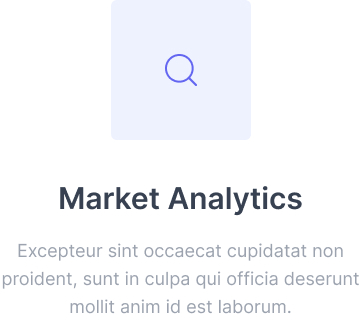 Market Analytics
Excepteur sint occaecat cupidatat non
proident, sunt in culpa qui officia deserunt
mollit anim id est laborum.